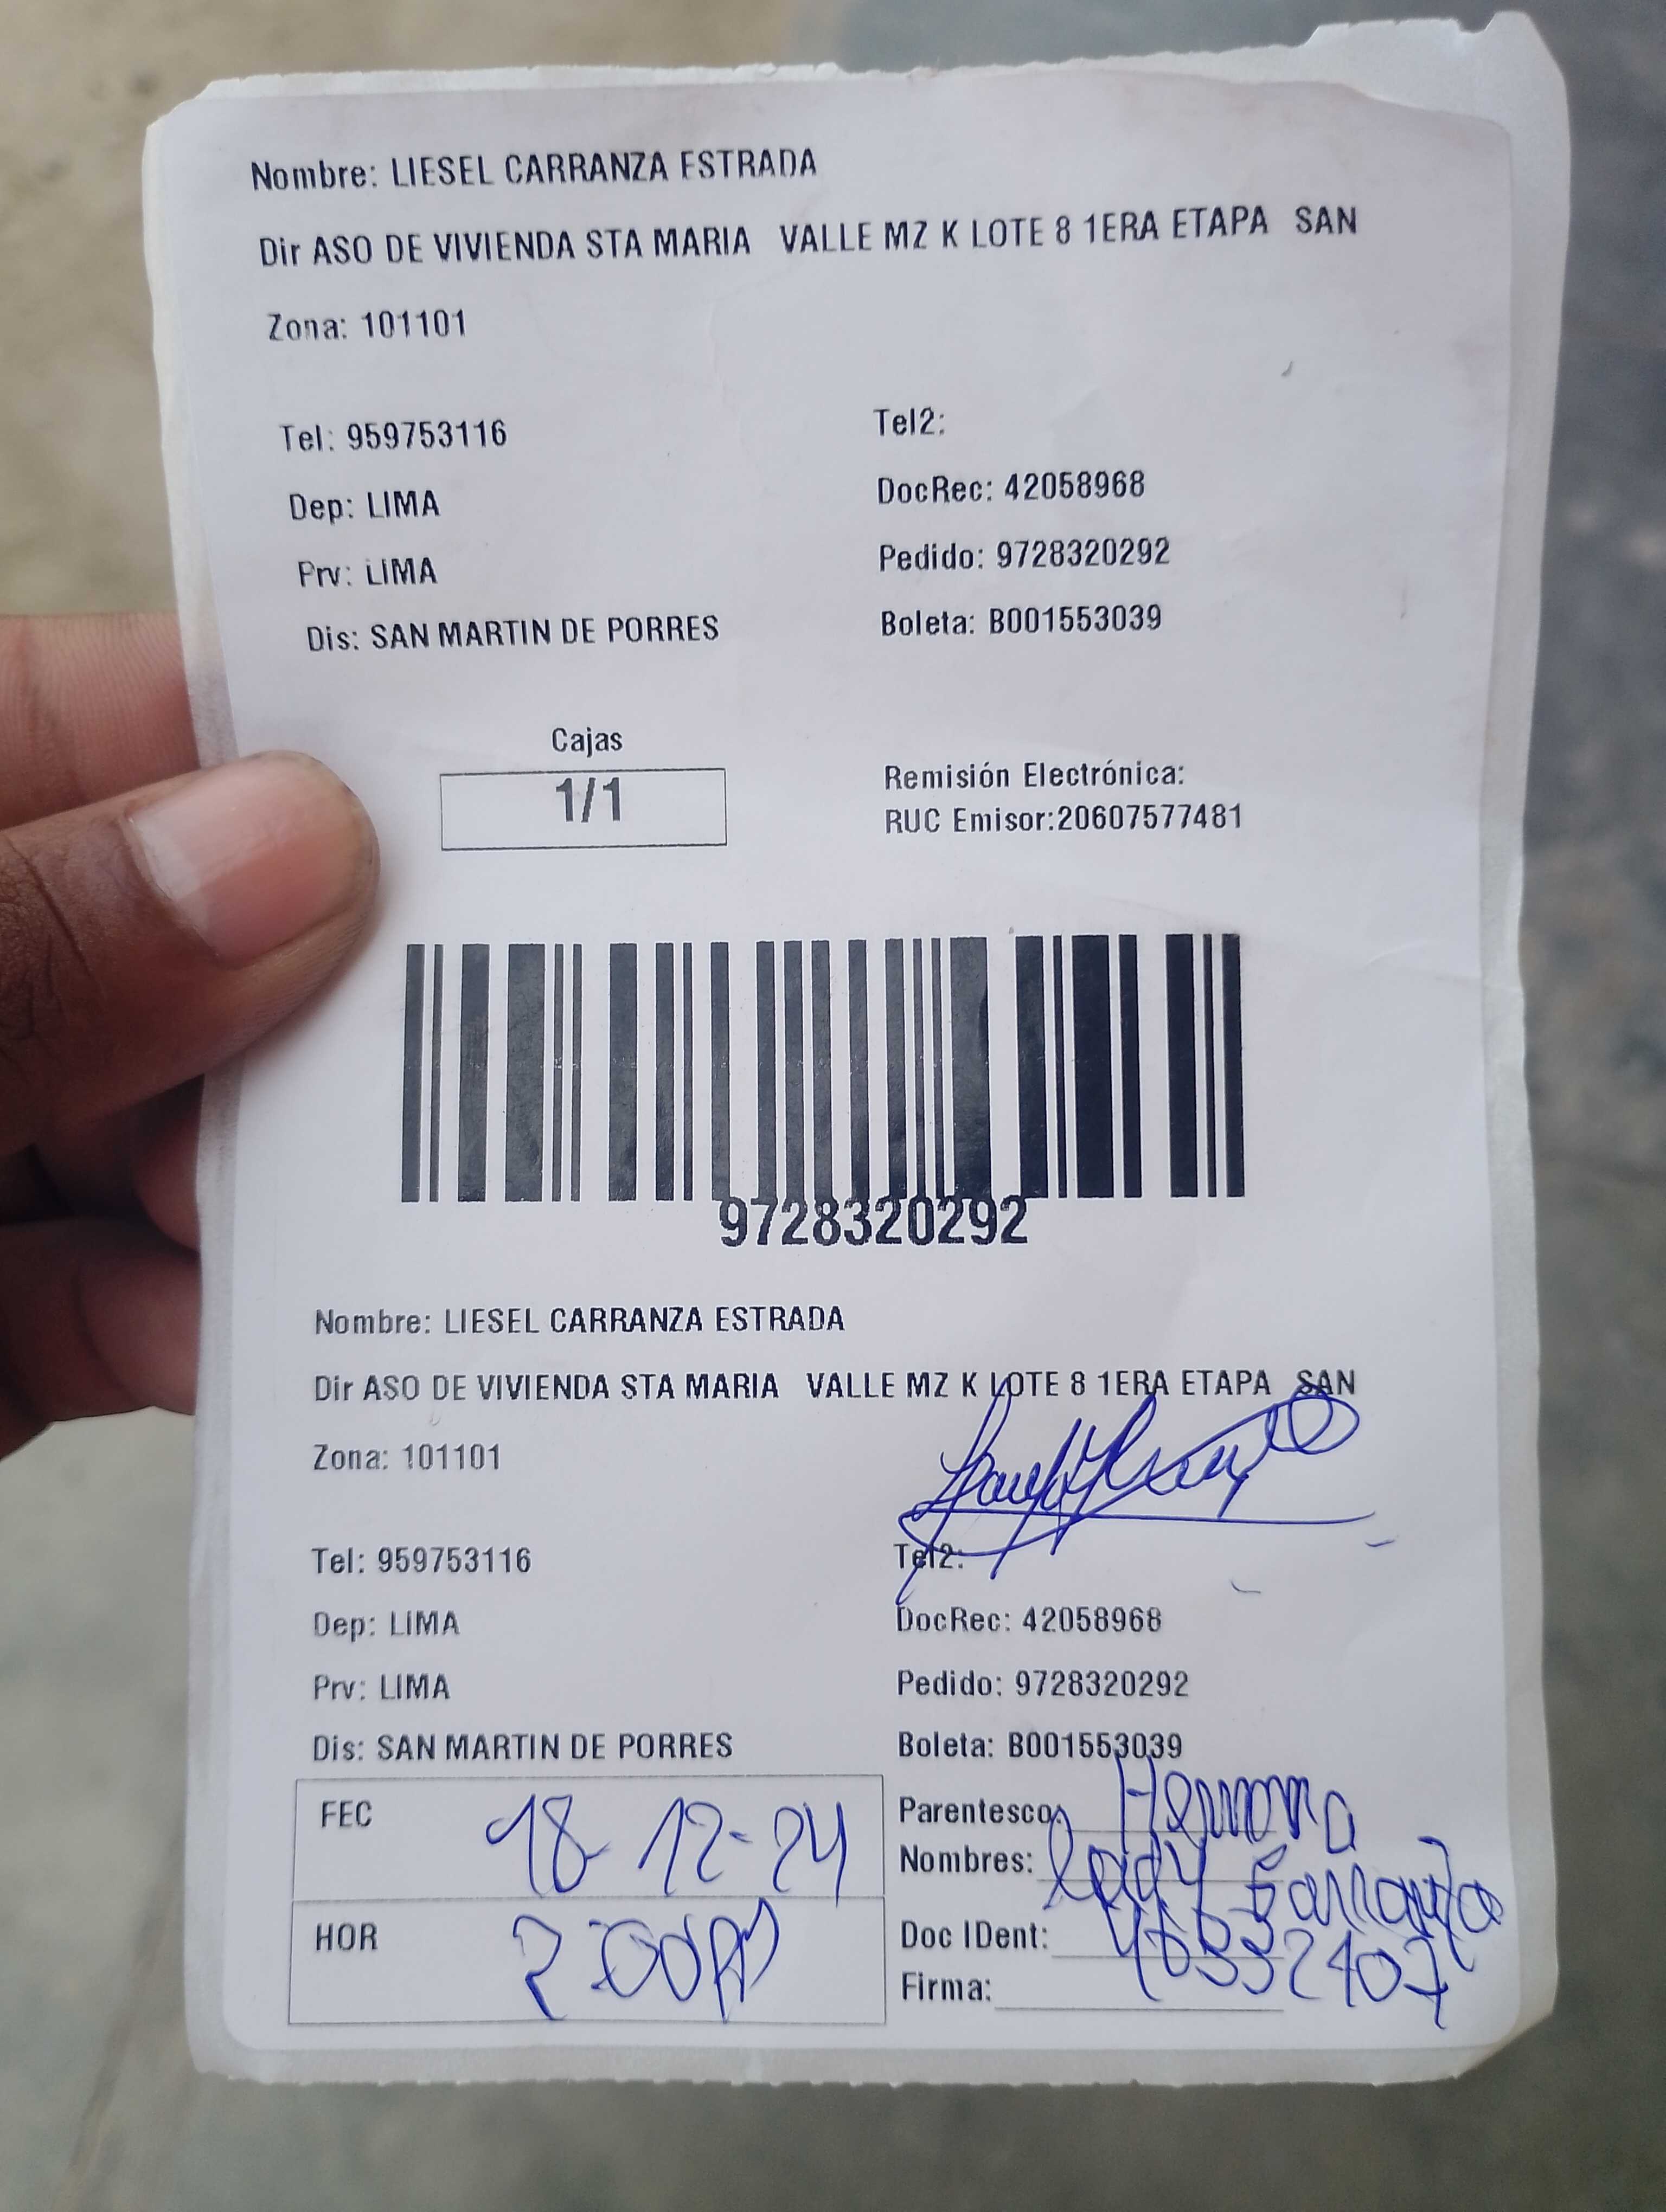 Nombre: LIESEL CARRANZA ESTRADA
Dir ASO DE VIVIENDA STA MARIA VALLE MZ K LOTE 8 1ERA ETAPA SAN
Zona: 101101
Tel: 959753116 Tel2:
Dep: LIMA DocRec: 42058968
Prv: LIMA Pedido: 9728320292
Dis: SAN MARTIN DE PORRES Boleta: B001553039
Cajas
1/1
Remisión Electrónica:
RUC Emisor:20607577481
9728320292
Nombre: LIESEL CARRANZA ESTRADA
Dir ASO DE VIVIENDA STA MARIA VALLE MZ K LOTE 8 1ERA ETAPA SAN
Zona: 101101
Tel: 959753116 Tel2:
Dep: LIMA DocRec: 42058968
Prv: LIMA Pedido: 9728320292
Dis: SAN MARTIN DE PORRES Boleta: B001553039
FEC 18-12-24
HOR 2:00
Parentesco: Hermana
Nombres: Carranza
Doc IDent:
Firma: